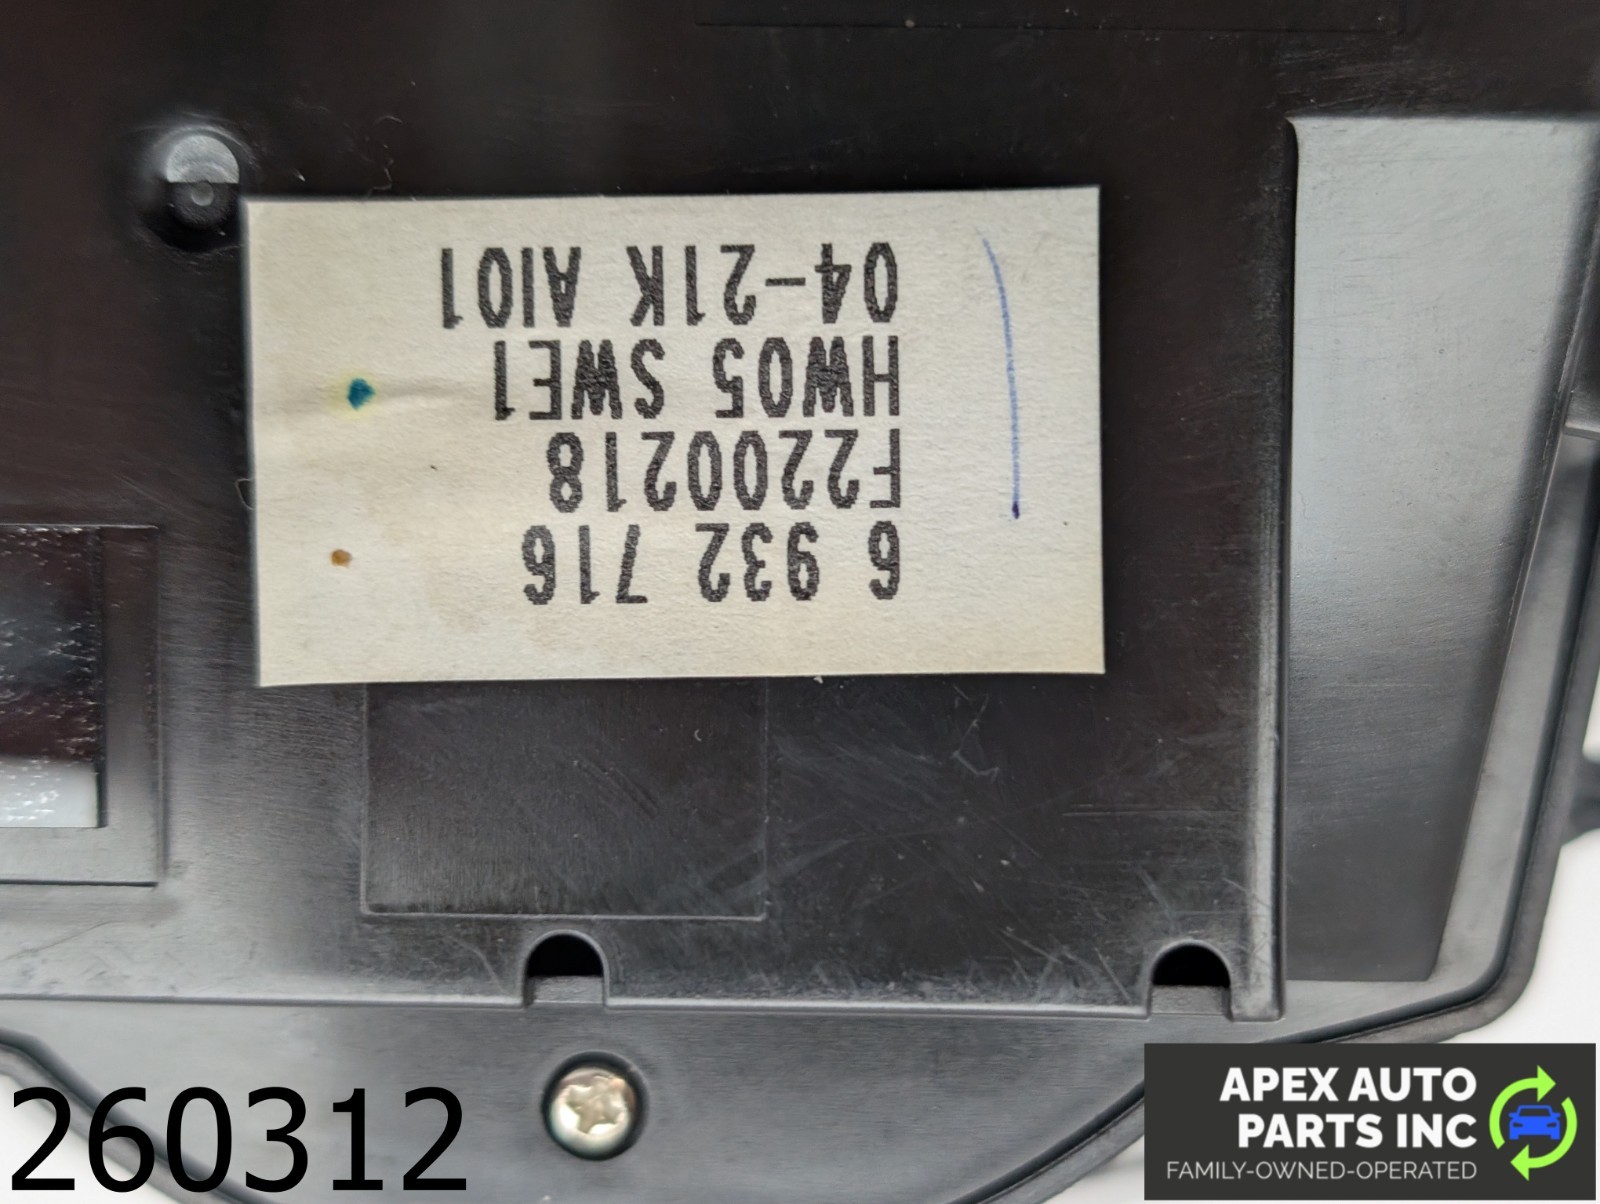 6 932 716
F2200218
HW05 SWE1
04-21K AI01
260312
APEX AUTO
PARTS INC
FAMILY-OWNED-OPERATED